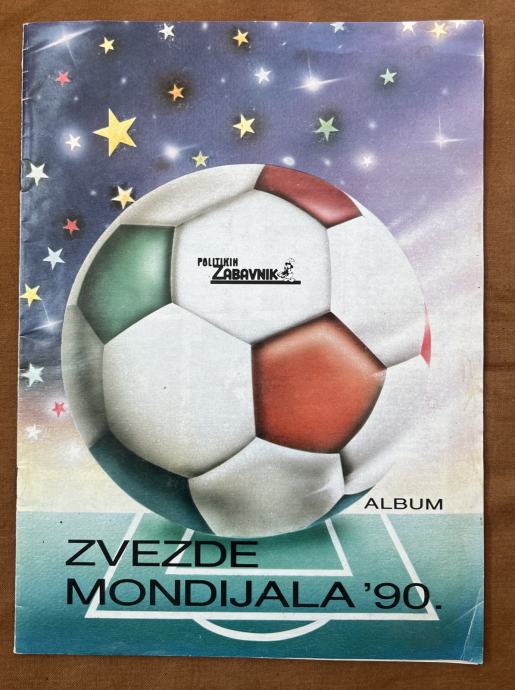 POLITIKIN
ZABAVNIK
ALBUM
ZVEZDE
MONDIJALA '90.